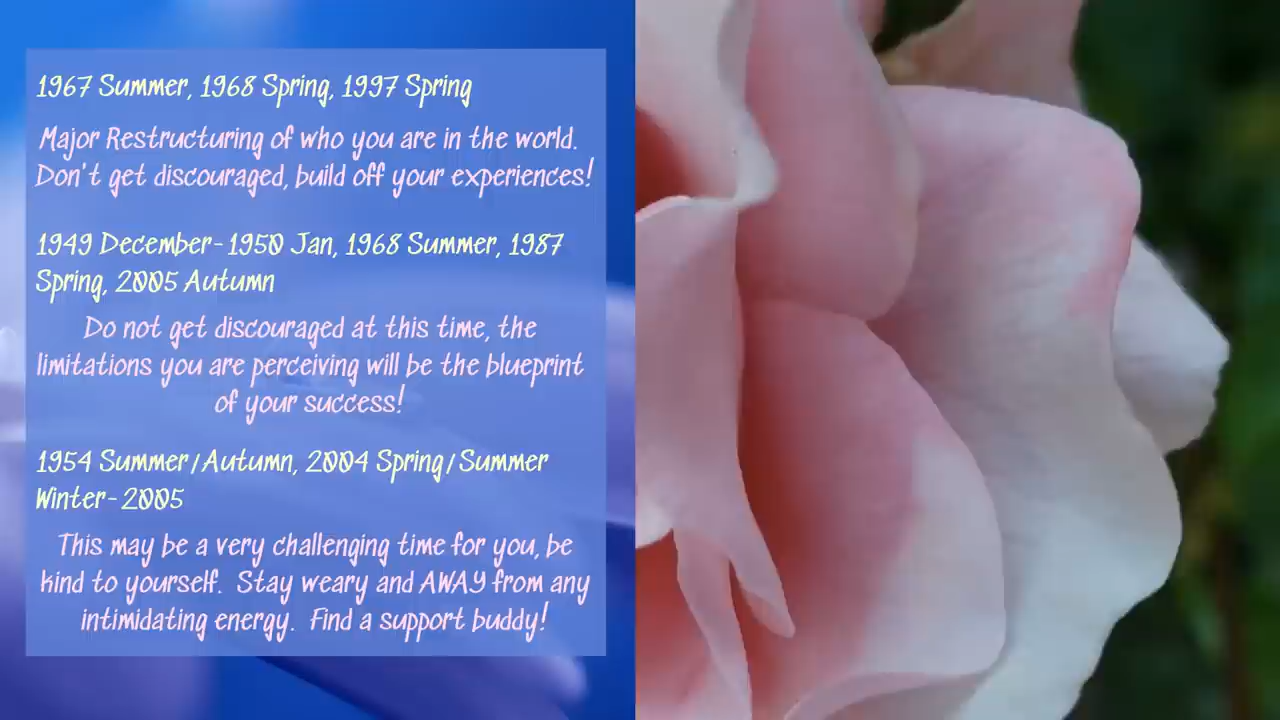 1967 Summer, 1968 Spring, 1997 Spring
Major Restructuring of who you are in the world.
Don't get discouraged, build off your experiences!
1949 December-1950 Jan, 1968 Summer, 1987
Spring, 2005 Autumn
Do not get discouraged at this time, the
limitations you are perceiving will be the blueprint
of your success!
1954 Summer/Autumn, 2004 Spring/Summer
Winter-2005
This may be a very challenging time for you, be
kind to yourself.  Stay weary and AWAY from any
intimidating energy.  Find a support buddy!